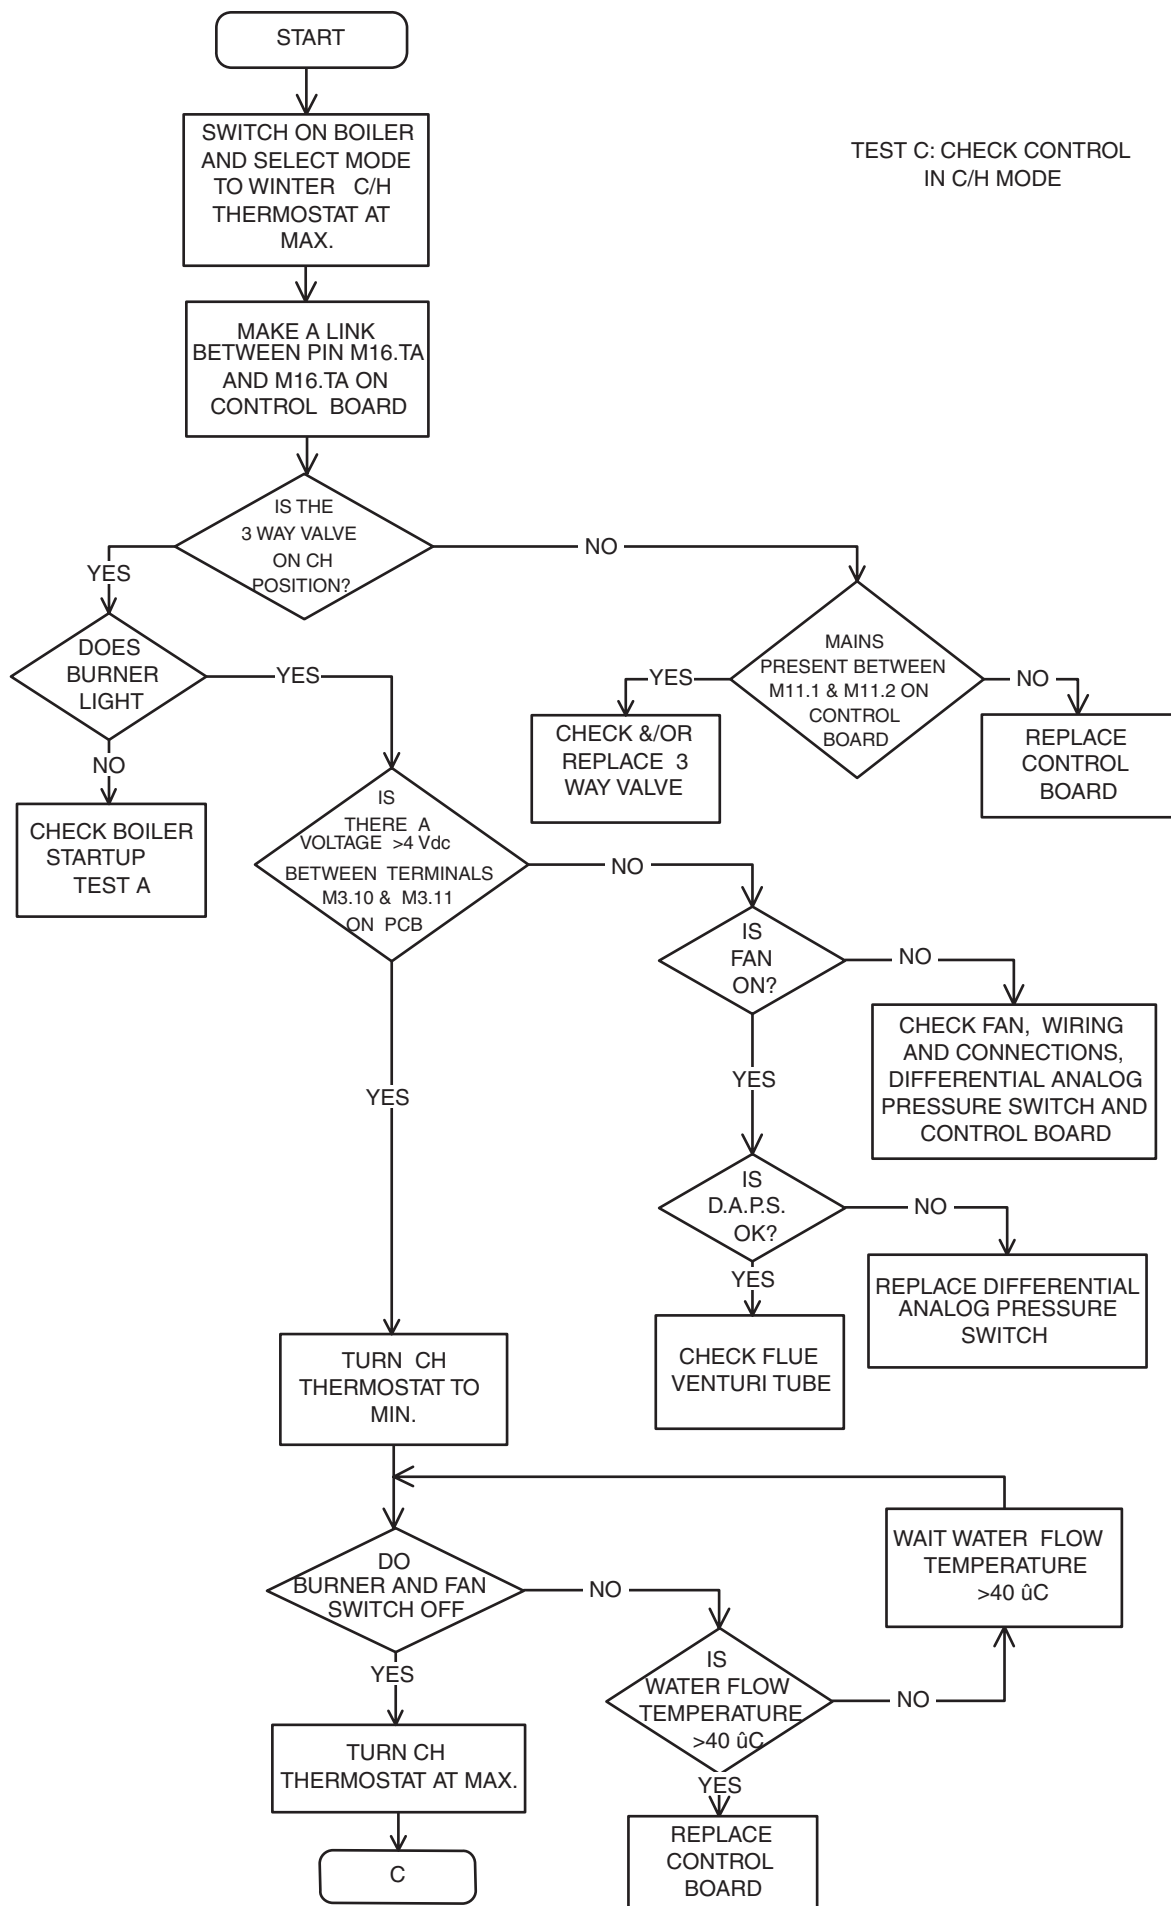 START
SWITCH ON BOILER
AND SELECT MODE
TO WINTER C/H
THERMOSTAT AT
MAX.
TEST C: CHECK CONTROL
IN C/H MODE
MAKE A LINK
BETWEEN PIN M16.TA
AND M16.TA ON
CONTROL BOARD
IS THE
3 WAY VALVE
ON CH
POSITION?
YES
NO
DOES
BURNER
LIGHT
YES
NO
CHECK BOILER
STARTUP
TEST A
MAINS
PRESENT BETWEEN
M11.1 & M11.2 ON
CONTROL
BOARD
YES
NO
CHECK &/OR
REPLACE 3
WAY VALVE
REPLACE
CONTROL
BOARD
IS
THERE A
VOLTAGE >4 Vdc
BETWEEN TERMINALS
M3.10 & M3.11
ON PCB
NO
YES
IS
FAN
ON?
NO
YES
CHECK FAN, WIRING
AND CONNECTIONS,
DIFFERENTIAL ANALOG
PRESSURE SWITCH AND
CONTROL BOARD
IS
D.A.P.S.
OK?
NO
YES
REPLACE DIFFERENTIAL
ANALOG PRESSURE
SWITCH
CHECK FLUE
VENTURI TUBE
TURN CH
THERMOSTAT TO
MIN.
DO
BURNER AND FAN
SWITCH OFF
NO
YES
WAIT WATER FLOW
TEMPERATURE
>40 ûC
IS
WATER FLOW
TEMPERATURE
>40 ûC
NO
YES
TURN CH
THERMOSTAT AT MAX.
REPLACE
CONTROL
BOARD
C